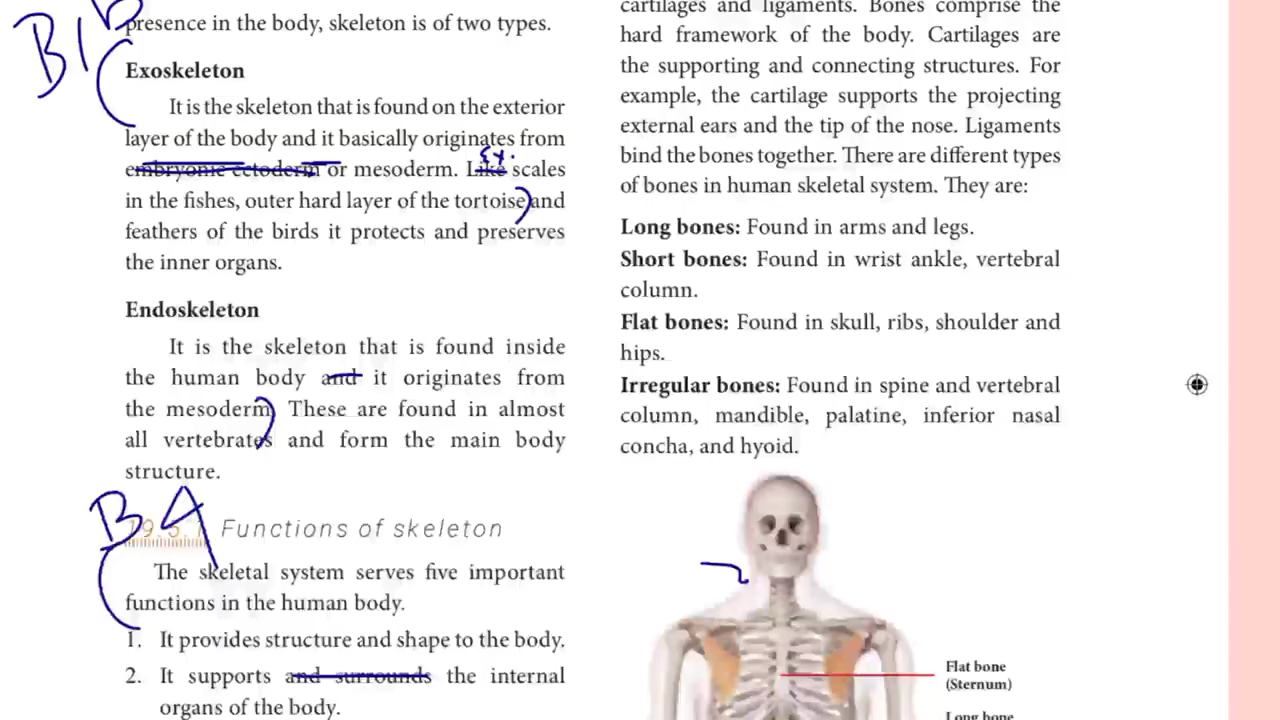 B 1 B
presence in the body, skeleton is of two types.
Exoskeleton
It is the skeleton that is found on the exterior
layer of the body and it basically originates from
embryonic ectoderm or mesoderm. Like scales
Ex.
in the fishes, outer hard layer of the tortoise and
feathers of the birds it protects and preserves
the inner organs.
Endoskeleton
It is the skeleton that is found inside
the human body and it originates from
the mesoderm. These are found in almost
all vertebrates and form the main body
structure.
B 4
19.5.1 Functions of skeleton
The skeletal system serves five important
functions in the human body.
1. It provides structure and shape to the body.
2. It supports and surrounds the internal
organs of the body.
cartilages and ligaments. Bones comprise the
hard framework of the body. Cartilages are
the supporting and connecting structures. For
example, the cartilage supports the projecting
external ears and the tip of the nose. Ligaments
bind the bones together. There are different types
of bones in human skeletal system. They are:
Long bones: Found in arms and legs.
Short bones: Found in wrist ankle, vertebral
column.
Flat bones: Found in skull, ribs, shoulder and
hips.
Irregular bones: Found in spine and vertebral
column, mandible, palatine, inferior nasal
concha, and hyoid.
Flat bone
(Sternum)
Long bone